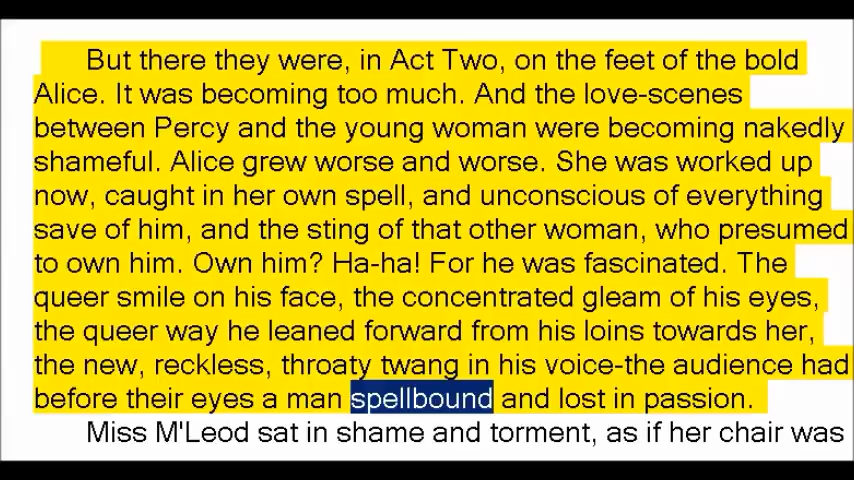 But there they were, in Act Two, on the feet of the bold
Alice. It was becoming too much. And the love-scenes
between Percy and the young woman were becoming nakedly
shameful. Alice grew worse and worse. She was worked up
now, caught in her own spell, and unconscious of everything
save of him, and the sting of that other woman, who presumed
to own him. Own him? Ha-ha! For he was fascinated. The
queer smile on his face, the concentrated gleam of his eyes,
the queer way he leaned forward from his loins towards her,
the new, reckless, throaty twang in his voice-the audience had
before their eyes a man spellbound and lost in passion.
Miss M'Leod sat in shame and torment, as if her chair was